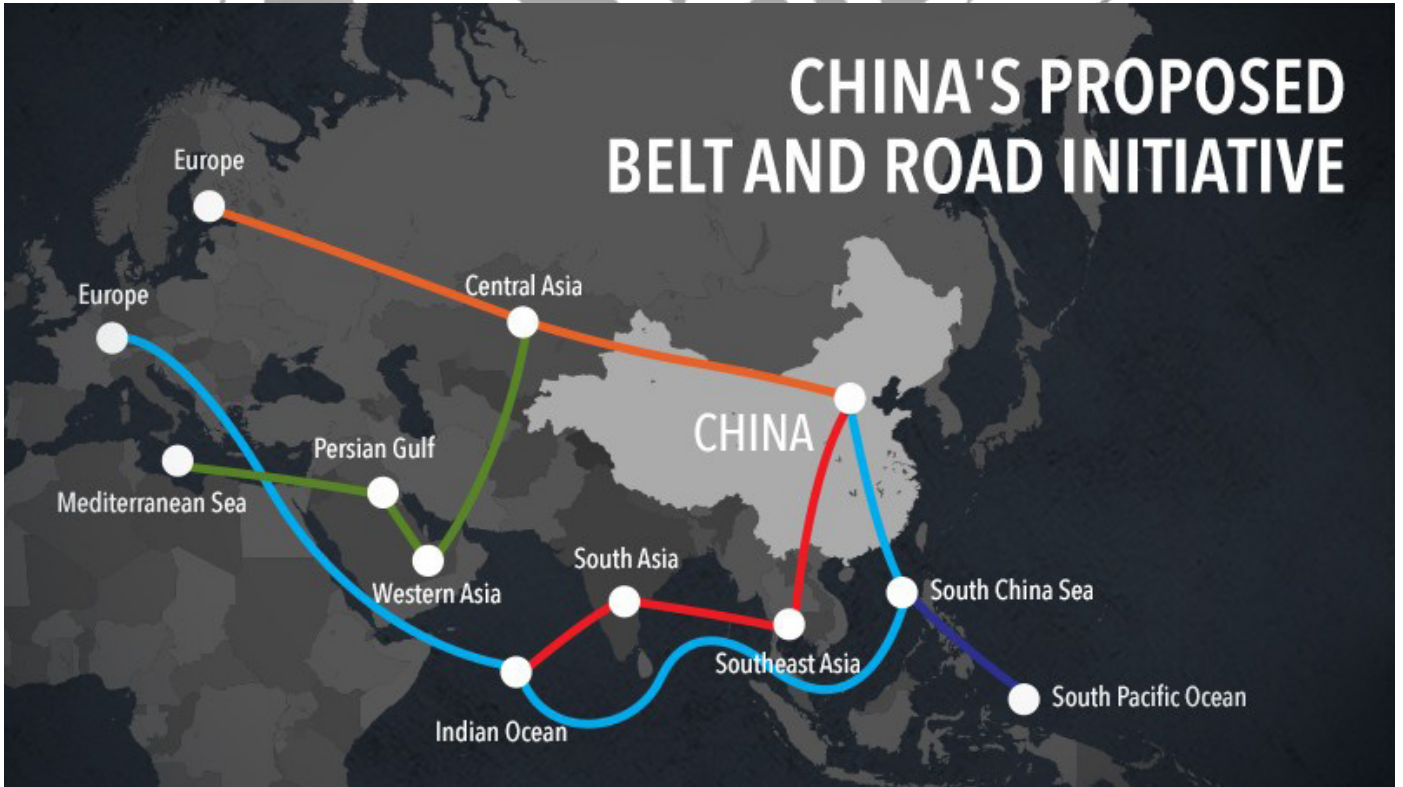 CHINA'S PROPOSED
BELT AND ROAD INITIATIVE
Europe
Central Asia
Europe
CHINA
Persian Gulf
Mediterranean Sea
South Asia
Western Asia
South China Sea
Southeast Asia
South Pacific Ocean
Indian Ocean